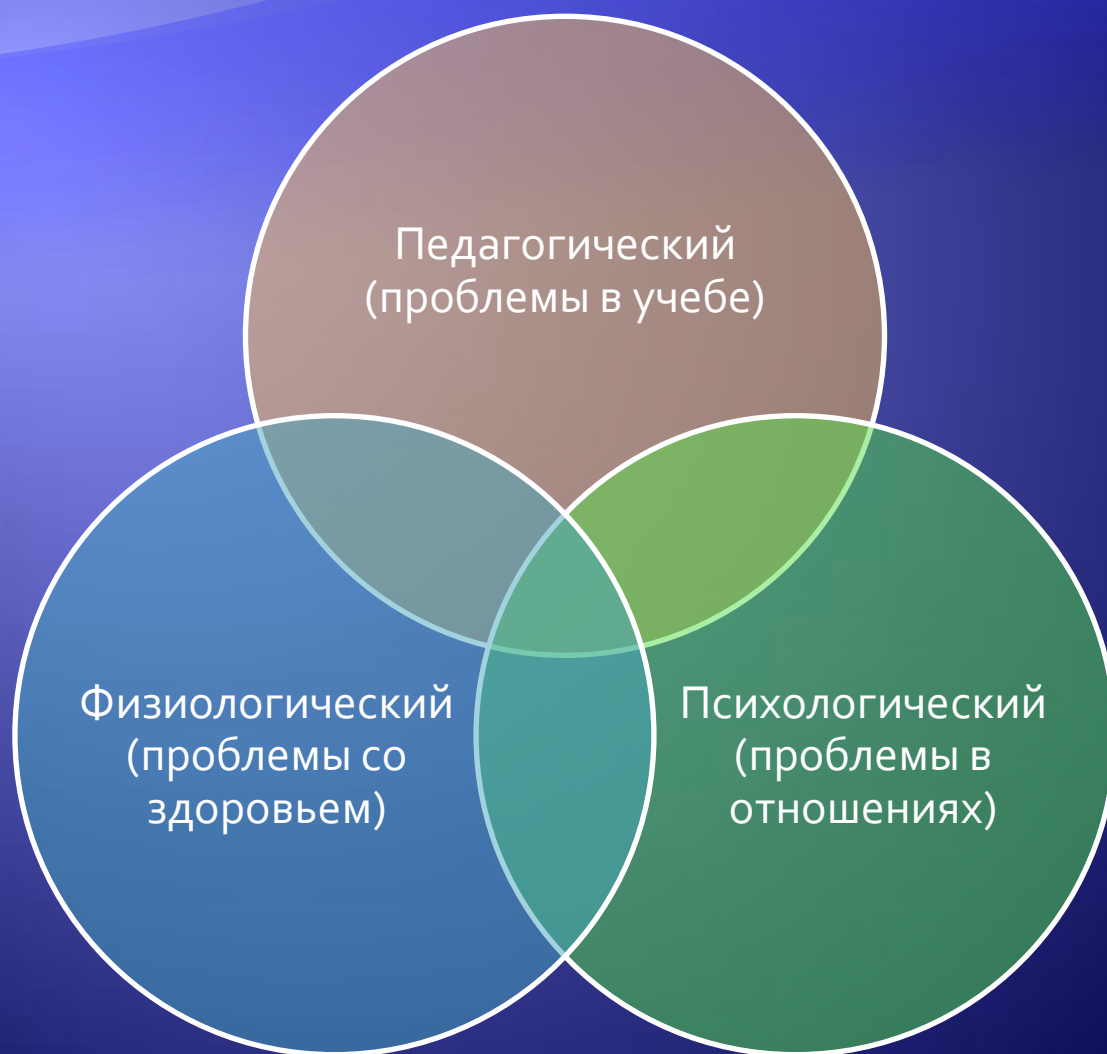 Педагогический
(проблемы в учебе)
Физиологический
(проблемы со
здоровьем)
Психологический
(проблемы в
отношениях)